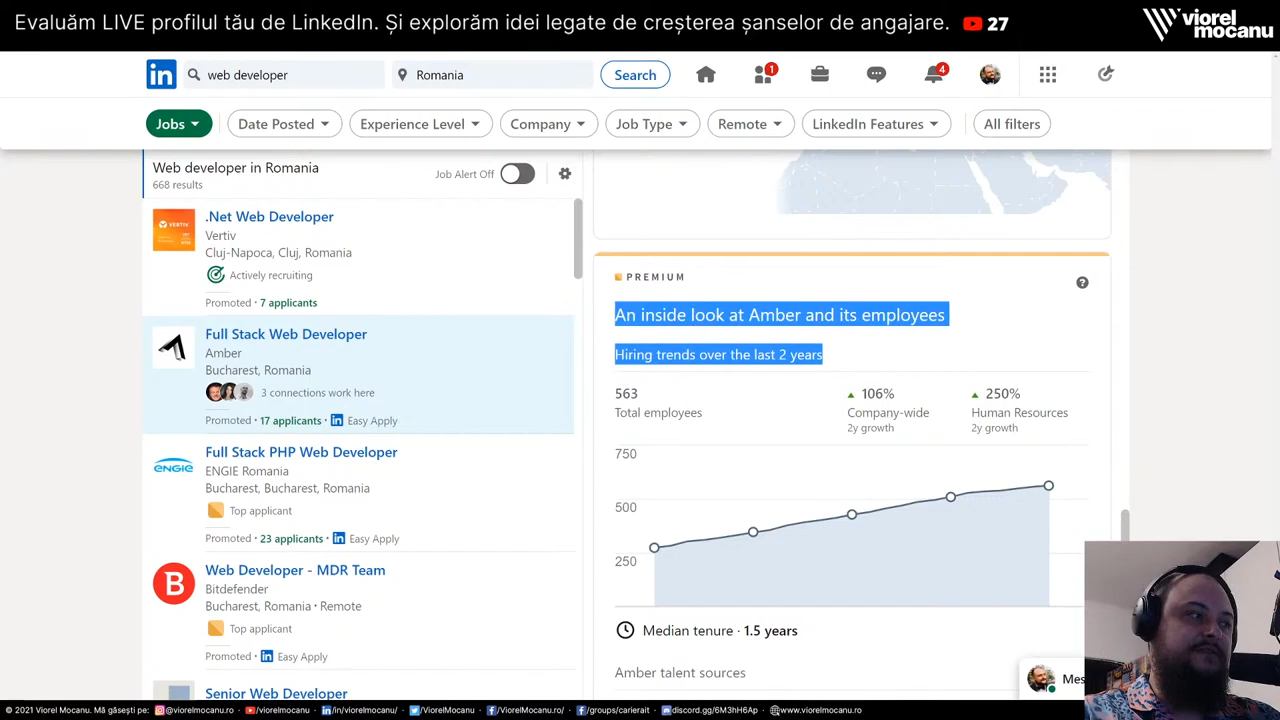 Evaluăm LIVE profilul tău de LinkedIn. Și explorăm idei legate de creșterea șanselor de angajare. 27
viorel
mocanu
in web developer Romania Search 1 4
Jobs Date Posted Experience Level Company Job Type Remote LinkedIn Features All filters
Web developer in Romania
668 results
Job Alert Off
.Net Web Developer
VERTIV
Vertiv
Cluj-Napoca, Cluj, Romania
Actively recruiting
Promoted · 7 applicants
Full Stack Web Developer
Amber
Bucharest, Romania
3 connections work here
Promoted · 17 applicants · in Easy Apply
Full Stack PHP Web Developer
ENGIE
ENGIE Romania
Bucharest, Bucharest, Romania
Top applicant
23 applicants · in Easy Apply
Web Developer - MDR Team
B
Bitdefender
Bucharest, Romania · Remote
Top applicant
Promoted · in Easy Apply
Senior Web Developer
PREMIUM
?
An inside look at Amber and its employees
Hiring trends over the last 2 years
563
Total employees
106%
Company-wide
2y growth
250%
Human Resources
2y growth
750
500
250
Median tenure · 1.5 years
Amber talent sources
Mes
© 2021 Viorel Mocanu. Mă găsești pe: @viorelmocanu.ro · /viorelmocanu · /in/viorelmocanu/ · /ViorelMocanu · /ViorelMocanu.ro/ · /groups/carierait · discord.gg/6M3hH6Ap · www.viorelmocanu.ro